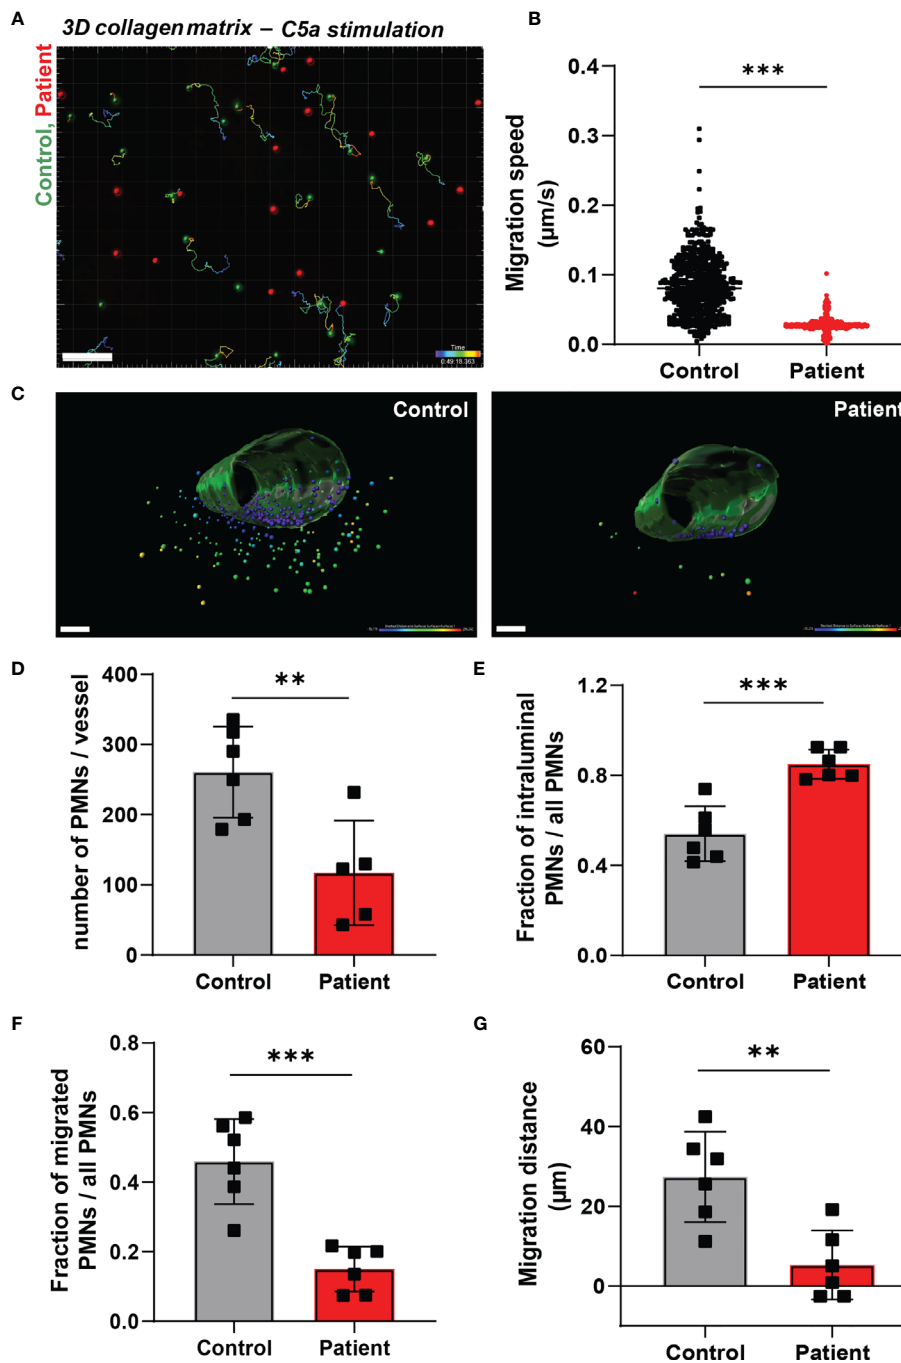 A
3D collagen matrix – C5a stimulation
Control, Patient
Time
0:49:18.363
B
***
Migration speed
(µm/s)
0.4
0.3
0.2
0.1
0.0
Control
Patient
C
Control
Patient
D
**
number of PMNs / vessel
400
300
200
100
0
Control
Patient
E
***
Fraction of intraluminal
PMNs / all PMNs
1.2
0.8
0.4
0.0
Control
Patient
F
***
Fraction of migrated
PMNs / all PMNs
0.8
0.6
0.4
0.2
0.0
Control
Patient
G
**
Migration distance
(µm)
60
40
20
0
Control
Patient